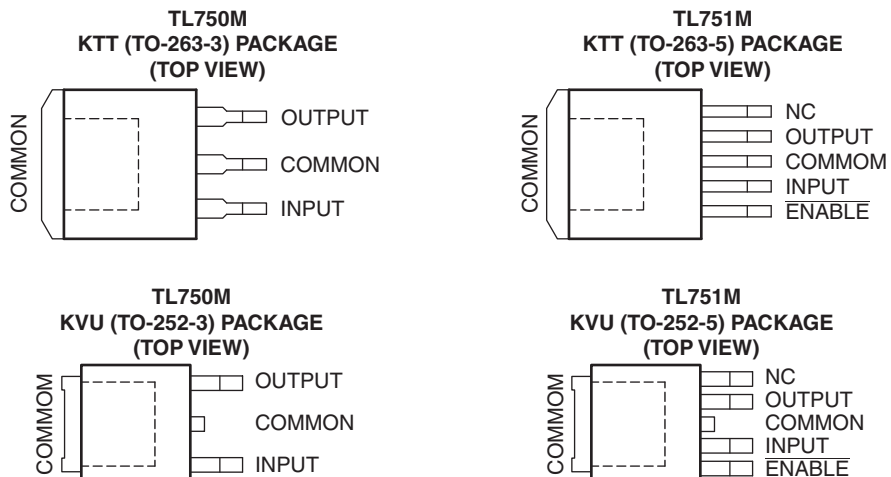 TL750M
KTT (TO-263-3) PACKAGE
(TOP VIEW)
COMMON
OUTPUT
COMMON
INPUT
TL751M
KTT (TO-263-5) PACKAGE
(TOP VIEW)
COMMON
NC
OUTPUT
COMMOM
INPUT
ENABLE
TL750M
KVU (TO-252-3) PACKAGE
(TOP VIEW)
COMMOM
OUTPUT
COMMON
INPUT
TL751M
KVU (TO-252-5) PACKAGE
(TOP VIEW)
COMMOM
NC
OUTPUT
COMMON
INPUT
ENABLE